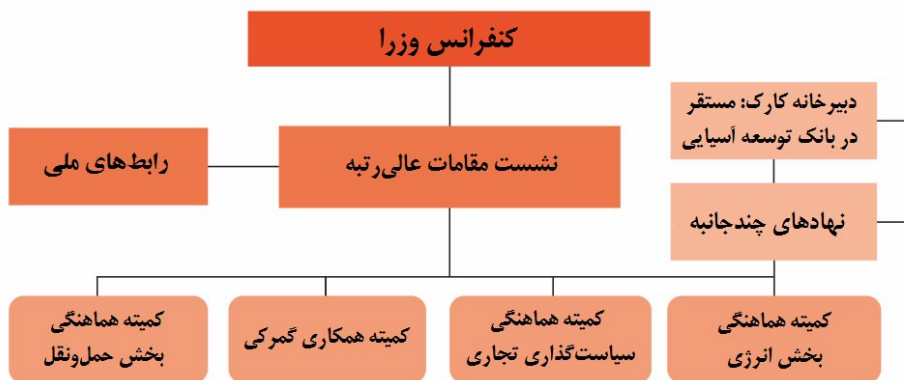 کنفرانس وزرا
دبیرخانه کارک: مستقر
در بانک توسعه آسیایی
نشست مقامات عالی‌رتبه
رابط‌های ملی
نهادهای چندجانبه
کمیته هماهنگی
بخش انرژی
کمیته هماهنگی
سیاست‌گذاری تجاری
کمیته همکاری گمرکی
کمیته هماهنگی
بخش حمل‌ونقل